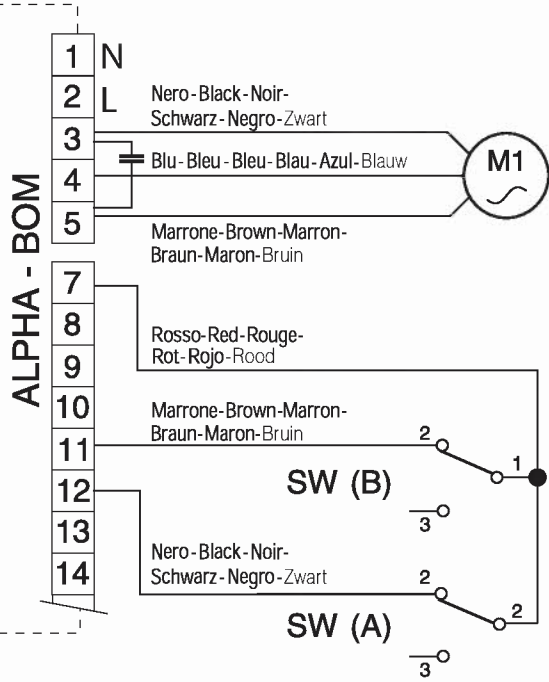 ALPHA - BOM
1 N
2 L
3
4
5
7
8
9
10
11
12
13
14
Nero-Black-Noir-
Schwarz-Negro-Zwart
Blu-Bleu-Bleu-Blau-Azul-Blauw
M1
Marrone-Brown-Marron-
Braun-Maron-Bruin
Rosso-Red-Rouge-
Rot-Rojo-Rood
Marrone-Brown-Marron-
Braun-Maron-Bruin
2
1
SW (B)
3
Nero-Black-Noir-
Schwarz-Negro-Zwart
2
2
SW (A)
3